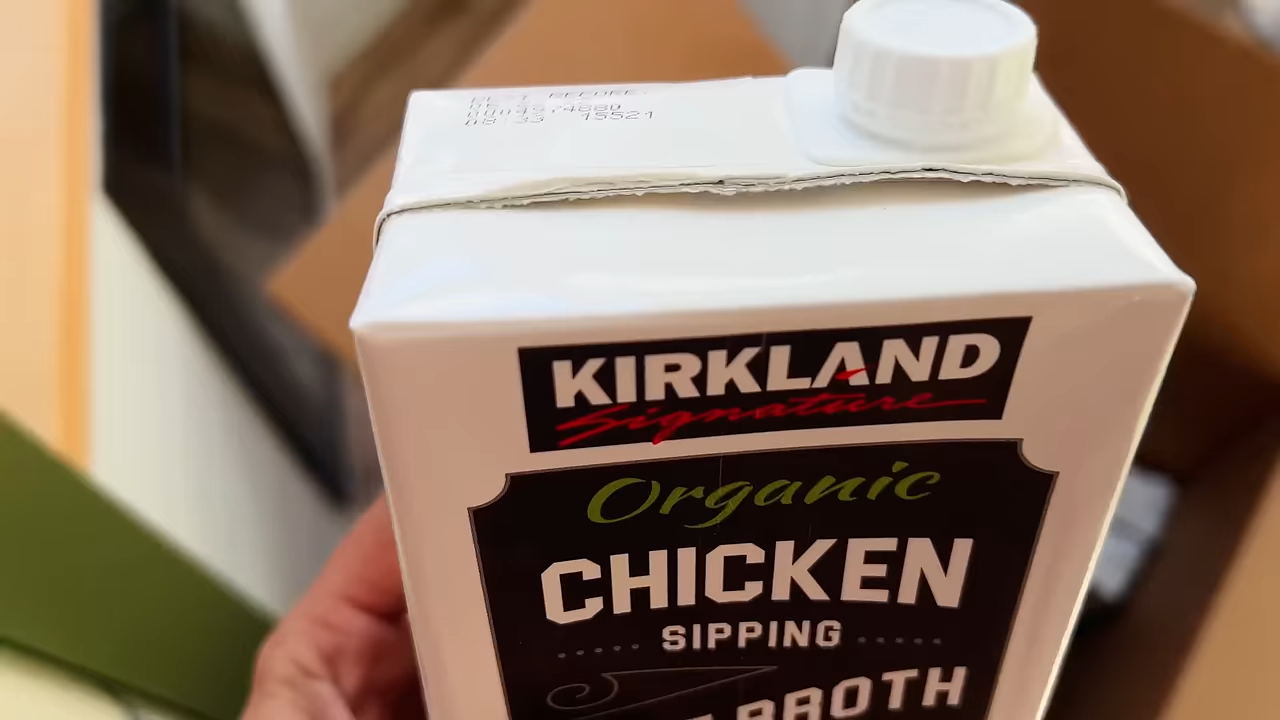 KIRKLAND
Signature
Organic
CHICKEN
SIPPING
BROTH